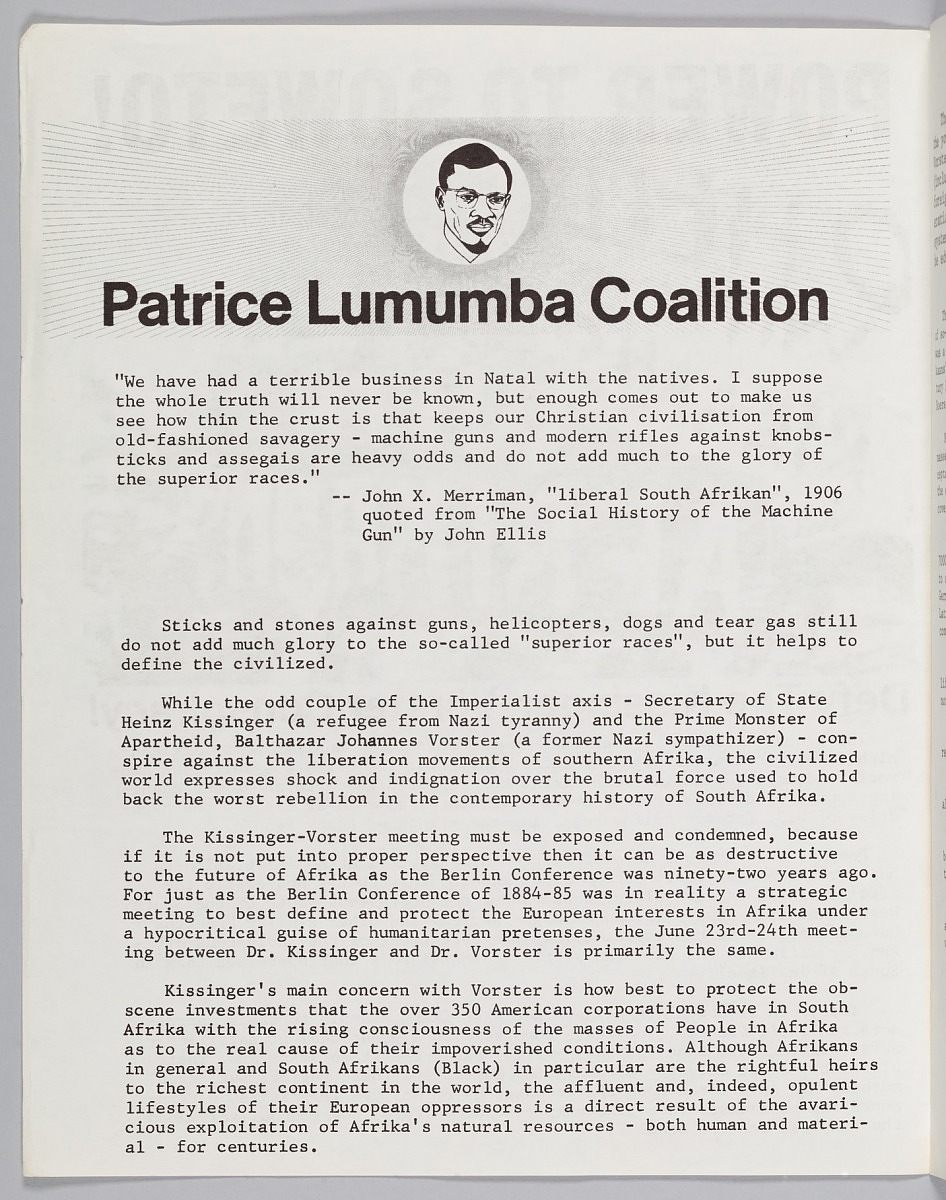 Patrice Lumumba Coalition
"We have had a terrible business in Natal with the natives. I suppose
the whole truth will never be known, but enough comes out to make us
see how thin the crust is that keeps our Christian civilisation from
old-fashioned savagery - machine guns and modern rifles against knobs-
ticks and assegais are heavy odds and do not add much to the glory of
the superior races."
-- John X. Merriman, "liberal South Afrikan", 1906
quoted from "The Social History of the Machine
Gun" by John Ellis
Sticks and stones against guns, helicopters, dogs and tear gas still
do not add much glory to the so-called "superior races", but it helps to
define the civilized.
While the odd couple of the Imperialist axis - Secretary of State
Heinz Kissinger (a refugee from Nazi tyranny) and the Prime Monster of
Apartheid, Balthazar Johannes Vorster (a former Nazi sympathizer) - con-
spire against the liberation movements of southern Afrika, the civilized
world expresses shock and indignation over the brutal force used to hold
back the worst rebellion in the contemporary history of South Afrika.
The Kissinger-Vorster meeting must be exposed and condemned, because
if it is not put into proper perspective then it can be as destructive
to the future of Afrika as the Berlin Conference was ninety-two years ago.
For just as the Berlin Conference of 1884-85 was in reality a strategic
meeting to best define and protect the European interests in Afrika under
a hypocritical guise of humanitarian pretenses, the June 23rd-24th meet-
ing between Dr. Kissinger and Dr. Vorster is primarily the same.
Kissinger's main concern with Vorster is how best to protect the ob-
scene investments that the over 350 American corporations have in South
Afrika with the rising consciousness of the masses of People in Afrika
as to the real cause of their impoverished conditions. Although Afrikans
in general and South Afrikans (Black) in particular are the rightful heirs
to the richest continent in the world, the affluent and, indeed, opulent
lifestyles of their European oppressors is a direct result of the avari-
cious exploitation of Afrika's natural resources - both human and materi-
al - for centuries.